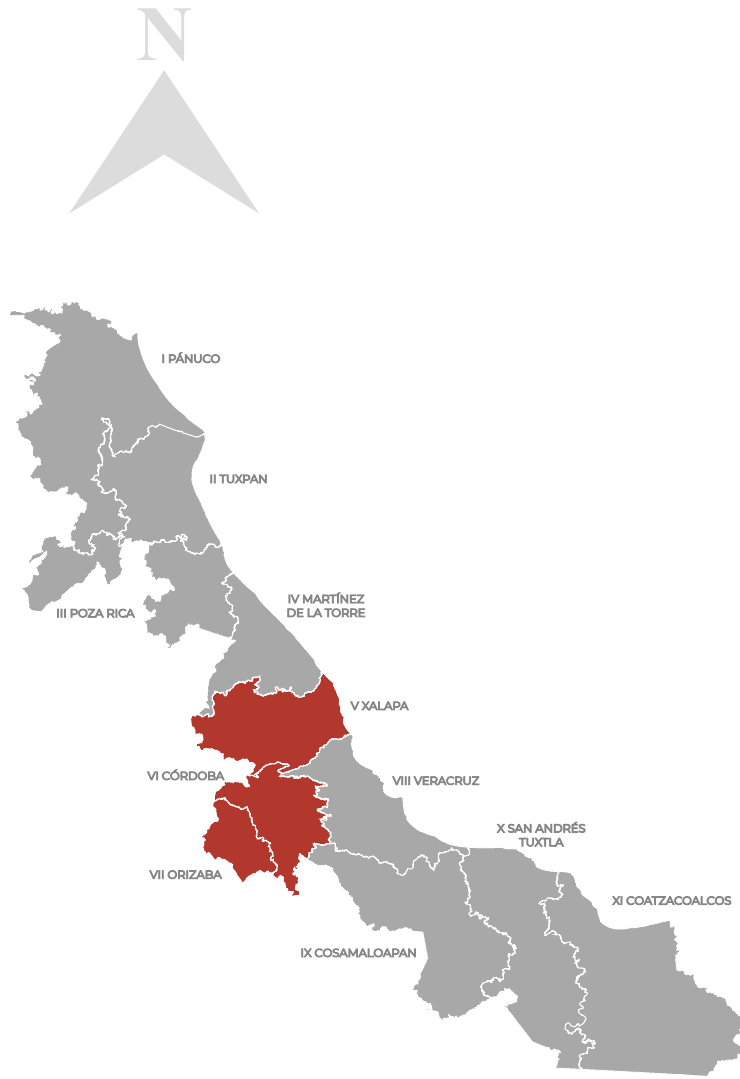 N
I PÁNUCO
II TUXPAN
IV MARTÍNEZ
DE LA TORRE
III POZA RICA
V XALAPA
VI CÓRDOBA
VIII VERACRUZ
X SAN ANDRÉS
TUXTLA
VII ORIZABA
XI COATZACOALCOS
IX COSAMALOAPAN